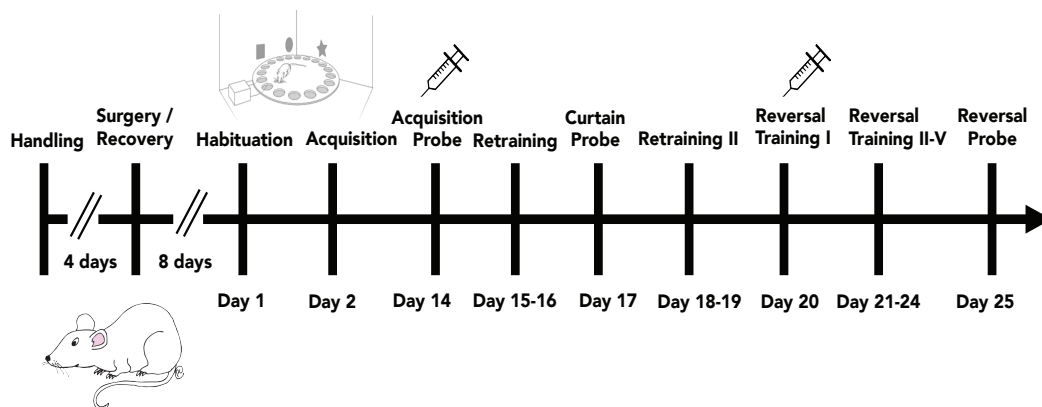 Handling
Surgery /
Recovery
Habituation
Acquisition
Acquisition
Probe
Retraining
Curtain
Probe
Retraining II
Reversal
Training I
Reversal
Training II-V
Reversal
Probe
4 days
8 days
Day 1
Day 2
Day 14
Day 15-16
Day 17
Day 18-19
Day 20
Day 21-24
Day 25